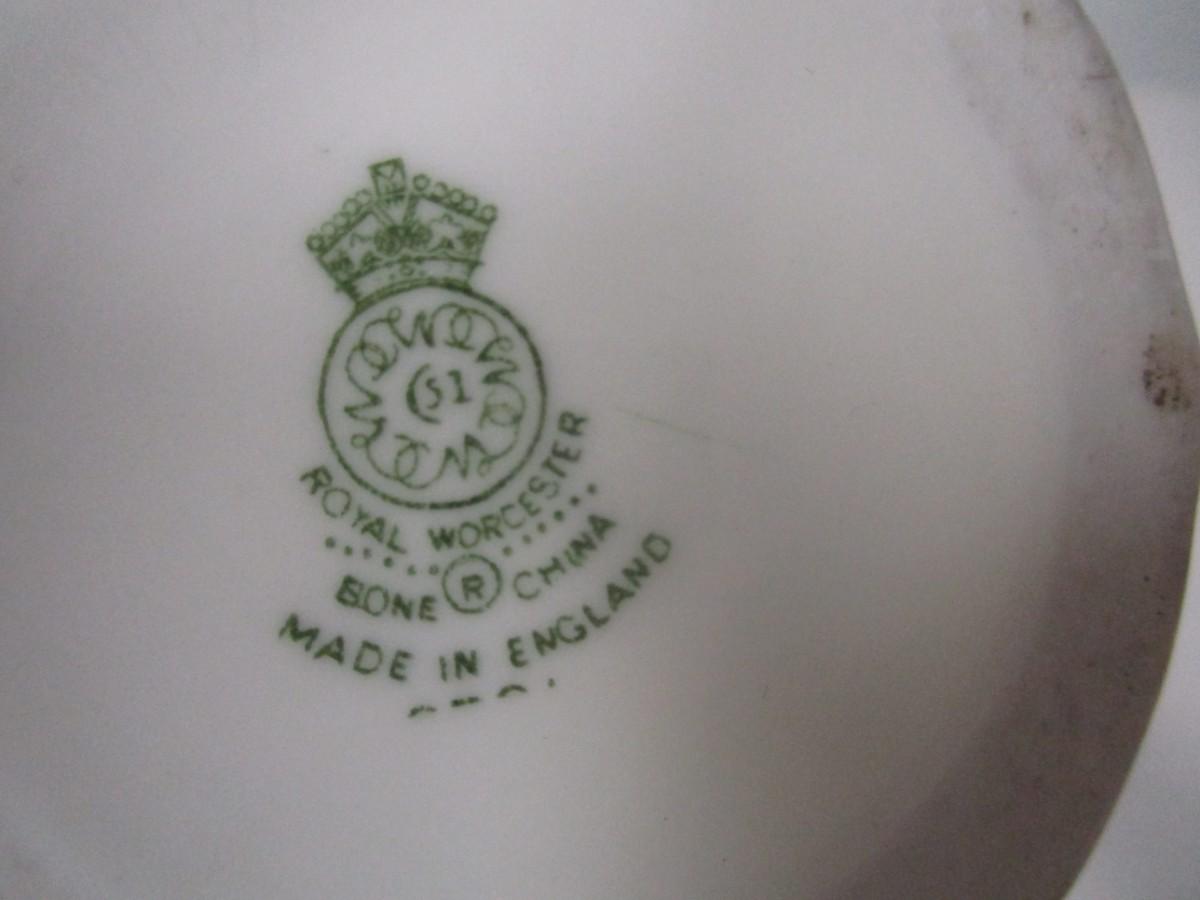 51
ROYAL WORCESTER
BONE ® CHINA
MADE IN ENGLAND